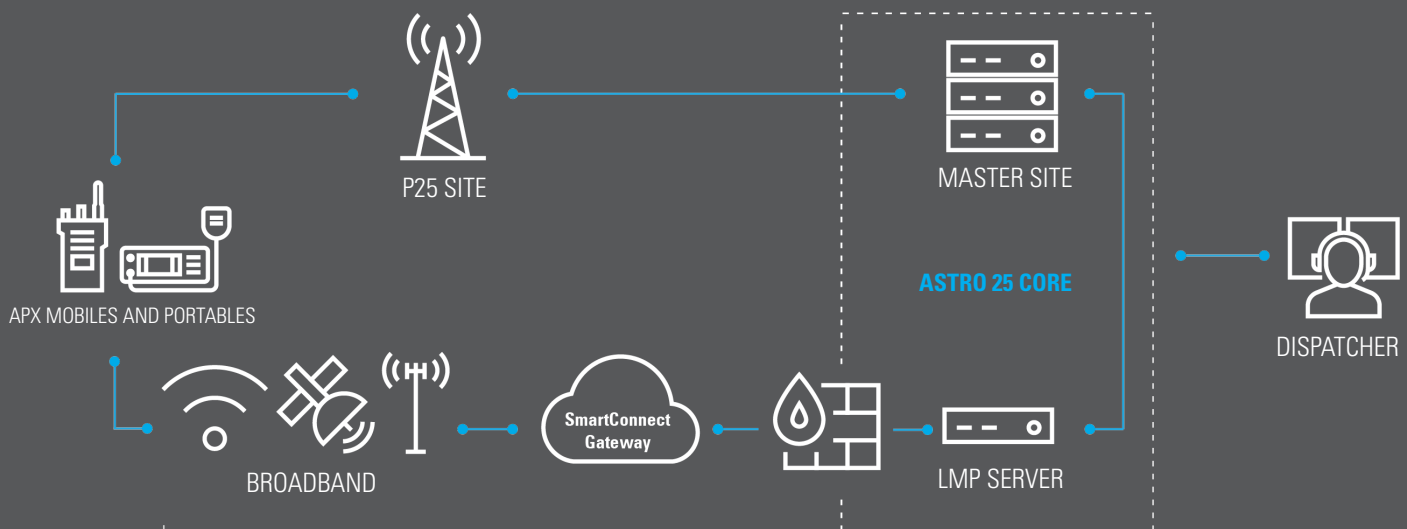 P25 SITE
MASTER SITE
APX MOBILES AND PORTABLES
ASTRO 25 CORE
DISPATCHER
SmartConnect
Gateway
BROADBAND
LMP SERVER